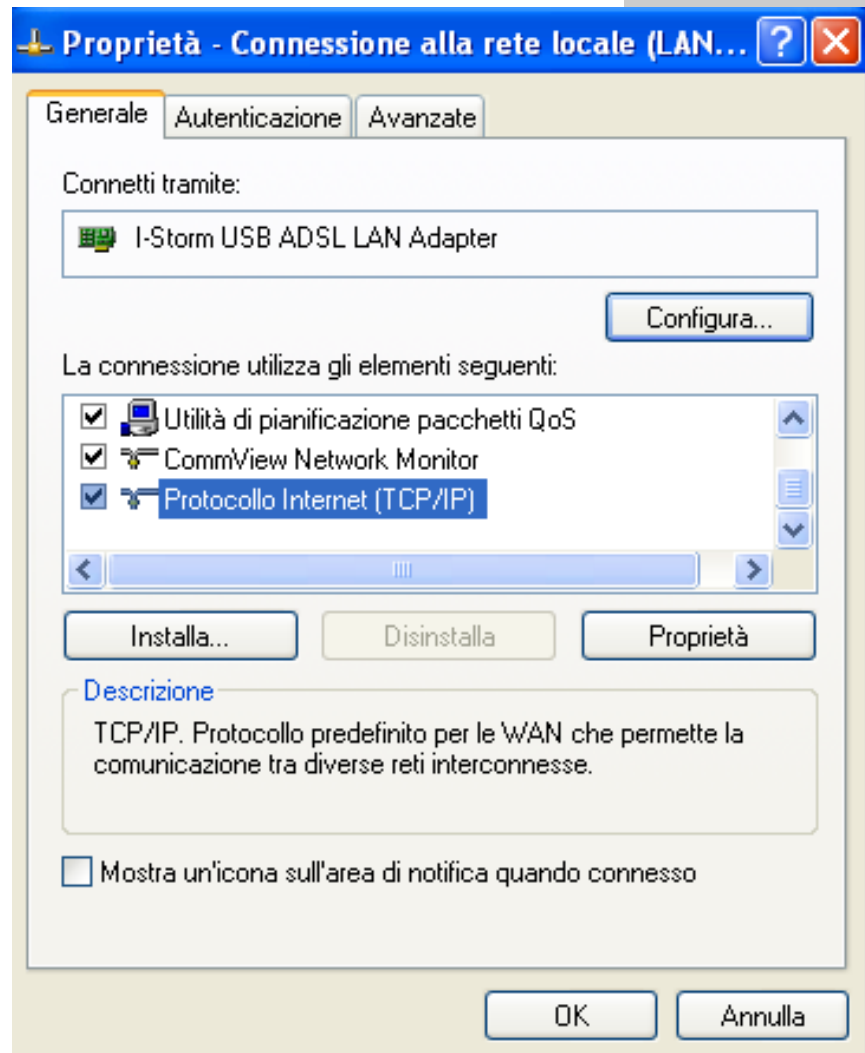 Proprietà - Connessione alla rete locale (LAN...
Generale Autenticazione Avanzate
Connetti tramite:
I-Storm USB ADSL LAN Adapter
Configura...
La connessione utilizza gli elementi seguenti:
Utilità di pianificazione pacchetti QoS
CommView Network Monitor
Protocollo Internet (TCP/IP)
Installa... Disinstalla Proprietà
Descrizione
TCP/IP. Protocollo predefinito per le WAN che permette la
comunicazione tra diverse reti interconnesse.
Mostra un'icona sull'area di notifica quando connesso
OK Annulla